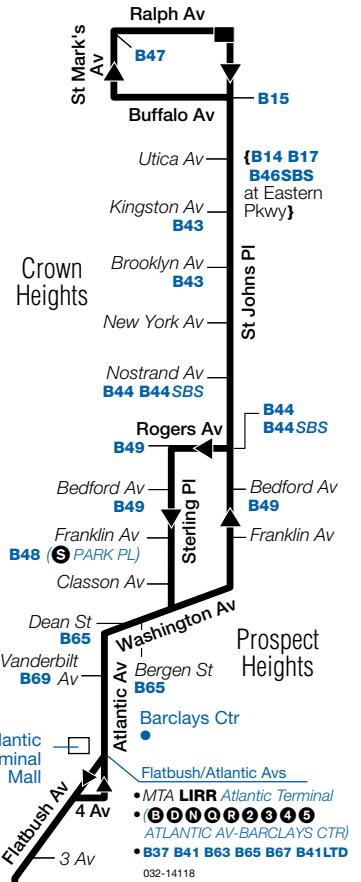 Ralph Av
St Mark's
Av
B47
B15
Buffalo Av
Utica Av
{B14 B17
B46SBS
at Eastern
Pkwy}
Kingston Av
B43
Crown
Heights
Brooklyn Av
B43
St Johns Pl
New York Av
Nostrand Av
B44 B44SBS
B44
B44SBS
Rogers Av
B49
Bedford Av
B49
Sterling Pl
Bedford Av
B49
Franklin Av
B48 (S PARK PL)
Franklin Av
Classon Av
Washington Av
Dean St
B65
Prospect
Heights
Vanderbilt
B69 Av
Atlantic Av
Bergen St
B65
Barclays Ctr
lantic
minal
Mall
Flatbush/Atlantic Avs
Flatbush Av
4 Av
• MTA LIRR Atlantic Terminal
• (B D N Q R 2 3 4 5
ATLANTIC AV-BARCLAYS CTR)
• B37 B41 B63 B65 B67 B41LTD
3 Av
032-14118